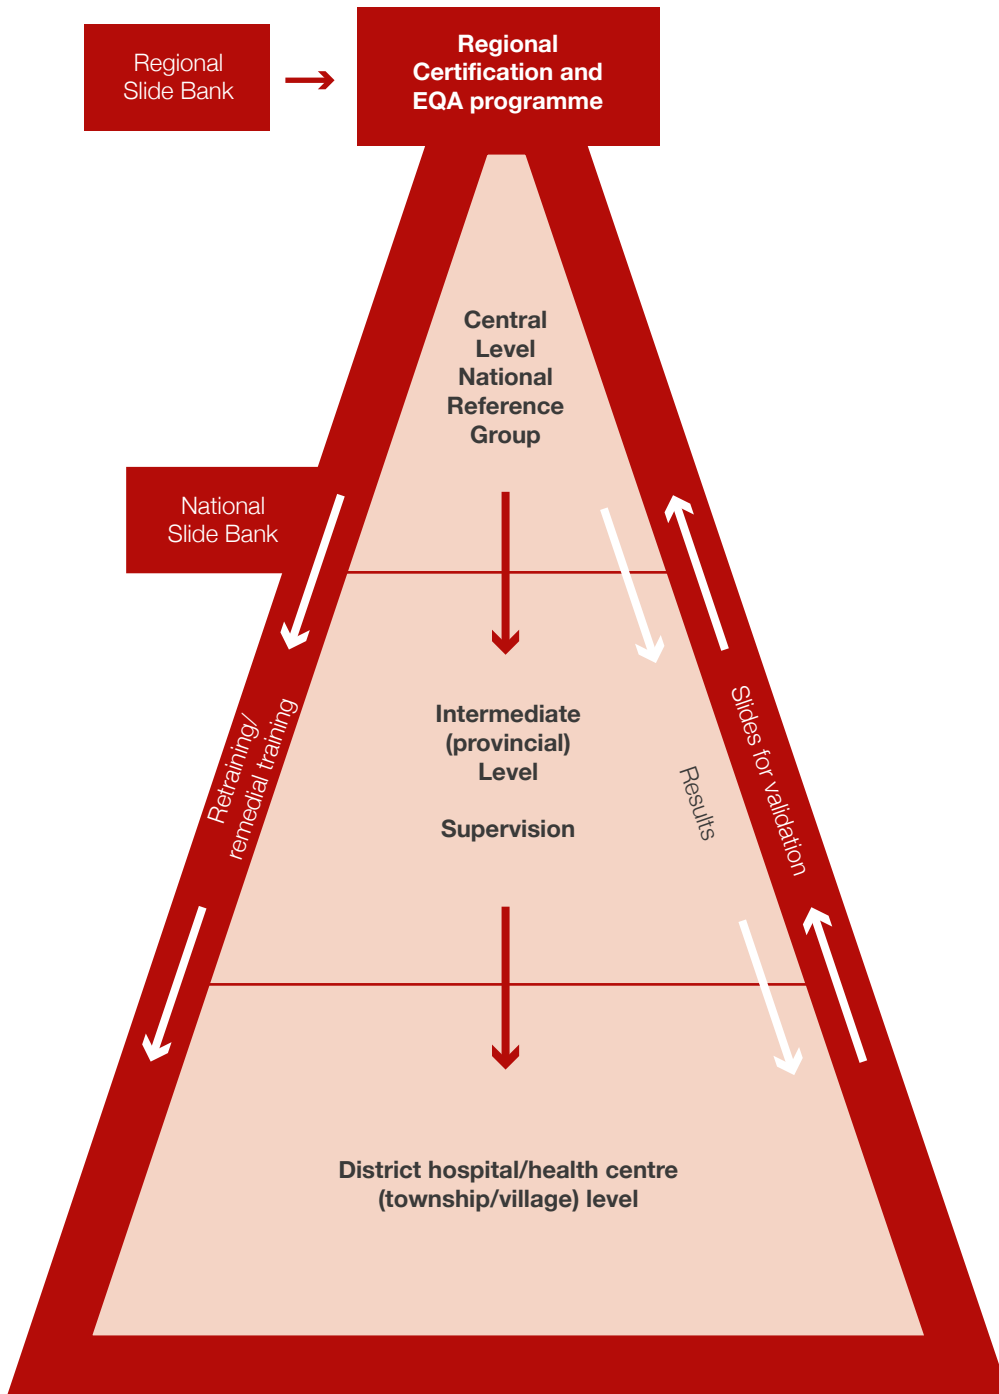 Regional
Slide Bank
Regional
Certification and
EQA programme
Central
Level
National
Reference
Group
National
Slide Bank
Retraining/
remedial training
Intermediate
(provincial)
Level
Supervision
Results
Slides for validation
District hospital/health centre
(township/village) level